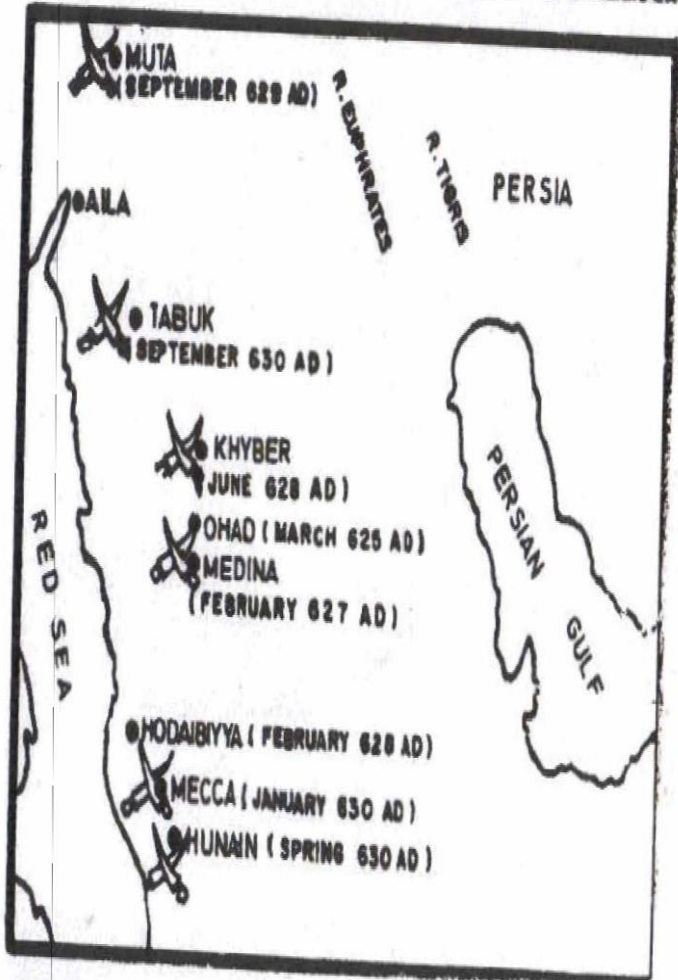 MUTA
(SEPTEMBER 629 AD)
R. EUPHRATES
R. TIGRIS
PERSIA
AILA
TABUK
(SEPTEMBER 630 AD)
KHYBER
(JUNE 628 AD)
OHAD (MARCH 625 AD)
MEDINA
(FEBRUARY 627 AD)
PERSIAN GULF
RED SEA
HODAIBIYYA (FEBRUARY 628 AD)
MECCA (JANUARY 630 AD)
HUNAIN (SPRING 630 AD)